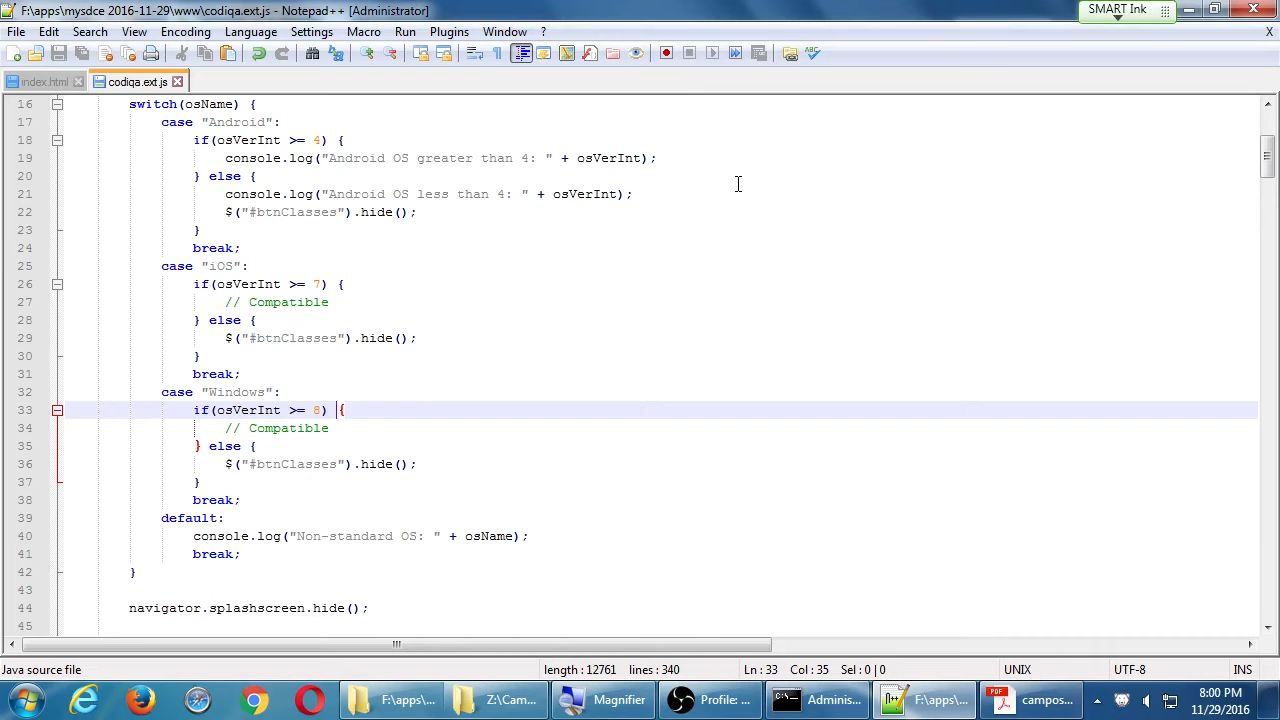 F:\apps\mysdce 2016-11-29\www\codiqa.ext.js - Notepad++ [Administrator]
SMART Ink
File Edit Search View Encoding Language Settings Macro Run Plugins Window ? X
index.html codiqa.ext.js
16 switch(osName) {
17 case "Android":
18 if(osVerInt >= 4) {
19 console.log("Android OS greater than 4: " + osVerInt);
20 } else {
21 console.log("Android OS less than 4: " + osVerInt);
22 $("#btnClasses").hide();
23 }
24 break;
25 case "iOS":
26 if(osVerInt >= 7) {
27 // Compatible
28 } else {
29 $("#btnClasses").hide();
30 }
31 break;
32 case "Windows":
33 if(osVerInt >= 8) {
34 // Compatible
35 } else {
36 $("#btnClasses").hide();
37 }
38 break;
39 default:
40 console.log("Non-standard OS: " + osName);
41 break;
42 }
43
44 navigator.splashscreen.hide();
45
Java source file length : 12761 lines : 340 Ln : 33 Col : 35 Sel : 0 | 0 UNIX UTF-8 INS
F:\apps\... Z:\Cam... Magnifier Profile: ... Adminis... F:\apps\... PDF campos... 8:00 PM
11/29/2016